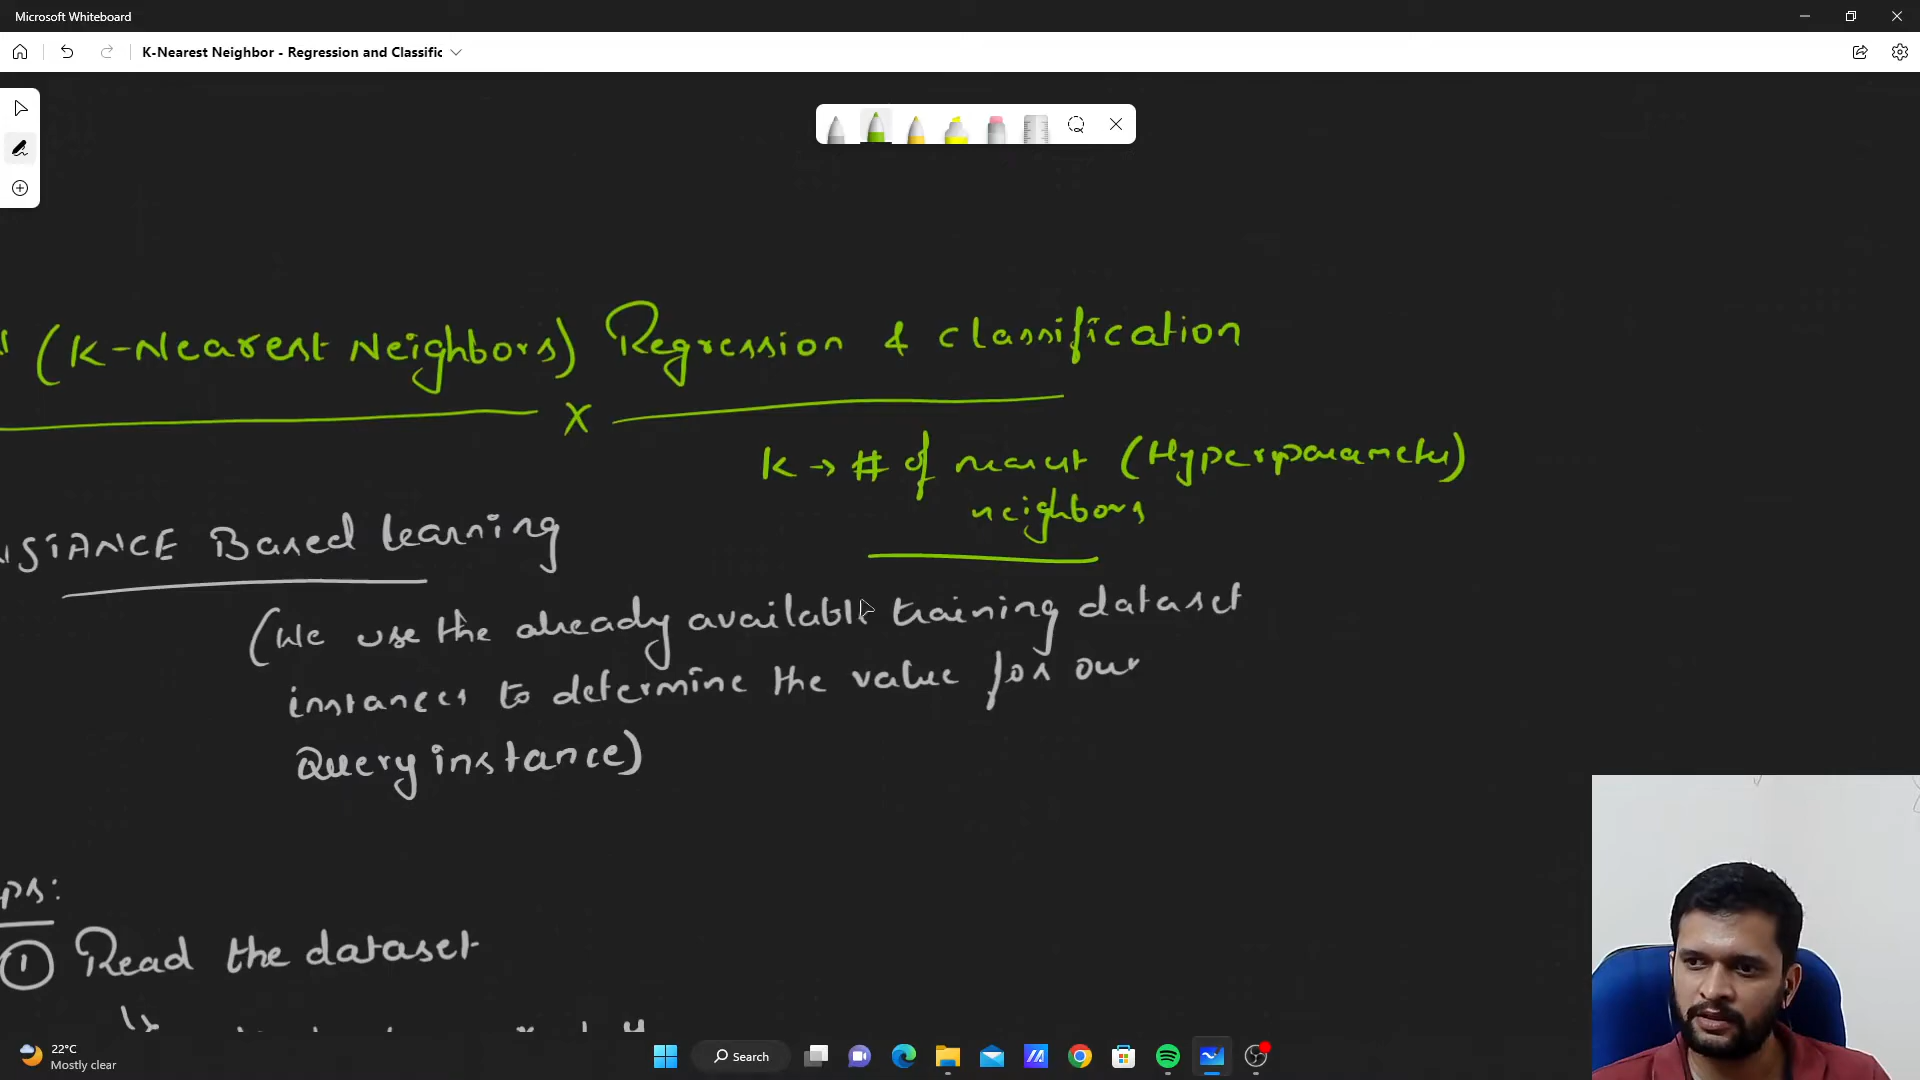 Microsoft Whiteboard
K-Nearest Neighbor - Regression and Classific
(K-Nearest Neighbors) Regression & classification
X
K → # of nearest (Hyperparameter)
neighbors
Based learning
(We use the already available training dataset
instances to determine the value for our
Query instance)
ps:
① Read the dataset
22°C
Mostly clear
Search